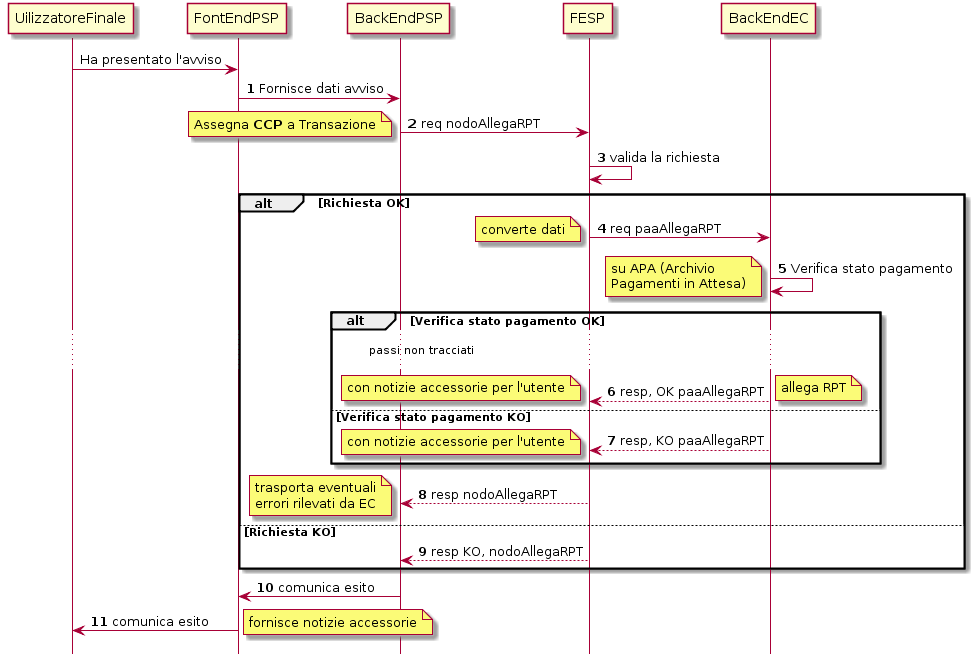 UilizzatoreFinale
FontEndPSP
BackEndPSP
FESP
BackEndEC
Ha presentato l'avviso
1 Fornisce dati avviso
Assegna CCP a Transazione
2 req nodoAllegaRPT
3 valida la richiesta
alt [Richiesta OK]
converte dati
4 req paaAllegaRPT
su APA (Archivio
Pagamenti in Attesa)
5 Verifica stato pagamento
alt [Verifica stato pagamento OK]
passi non tracciati
con notizie accessorie per l'utente
6 resp, OK paaAllegaRPT
allega RPT
[Verifica stato pagamento KO]
con notizie accessorie per l'utente
7 resp, KO paaAllegaRPT
trasporta eventuali
errori rilevati da EC
8 resp nodoAllegaRPT
[Richiesta KO]
9 resp KO, nodoAllegaRPT
10 comunica esito
11 comunica esito
fornisce notizie accessorie